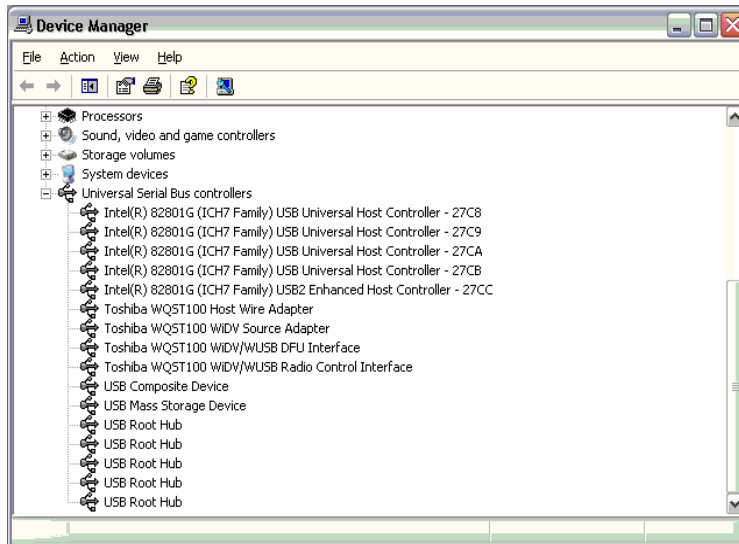 Device Manager
File Action View Help
Processors
Sound, video and game controllers
Storage volumes
System devices
Universal Serial Bus controllers
Intel(R) 82801G (ICH7 Family) USB Universal Host Controller - 27C8
Intel(R) 82801G (ICH7 Family) USB Universal Host Controller - 27C9
Intel(R) 82801G (ICH7 Family) USB Universal Host Controller - 27CA
Intel(R) 82801G (ICH7 Family) USB Universal Host Controller - 27CB
Intel(R) 82801G (ICH7 Family) USB2 Enhanced Host Controller - 27CC
Toshiba WQST100 Host Wire Adapter
Toshiba WQST100 WiDV Source Adapter
Toshiba WQST100 WiDV/WUSB DFU Interface
Toshiba WQST100 WiDV/WUSB Radio Control Interface
USB Composite Device
USB Mass Storage Device
USB Root Hub
USB Root Hub
USB Root Hub
USB Root Hub
USB Root Hub